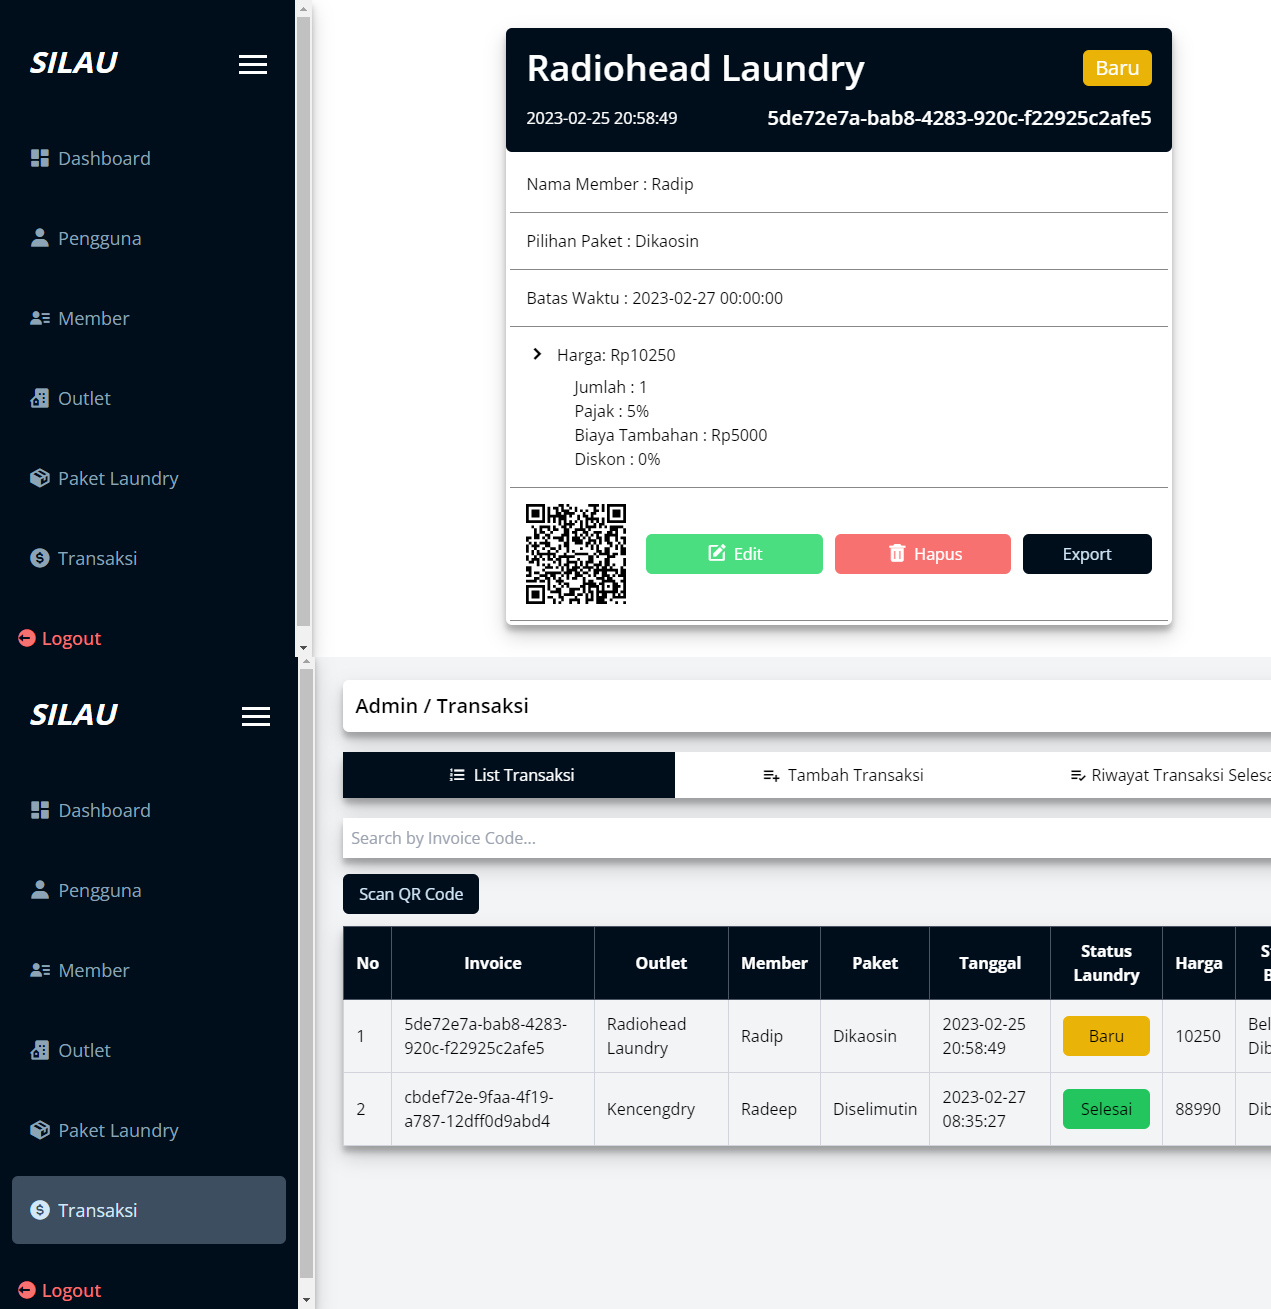 SILAU
Dashboard
Pengguna
Member
Outlet
Paket Laundry
Transaksi
Logout
Radiohead Laundry
Baru
2023-02-25 20:58:49
5de72e7a-bab8-4283-920c-f22925c2afe5
Nama Member : Radip
Pilihan Paket : Dikaosin
Batas Waktu : 2023-02-27 00:00:00
Harga: Rp10250
Jumlah : 1
Pajak : 5%
Biaya Tambahan : Rp5000
Diskon : 0%
Edit
Hapus
Export
SILAU
Dashboard
Pengguna
Member
Outlet
Paket Laundry
Transaksi
Logout
Admin / Transaksi
List Transaksi
Tambah Transaksi
Riwayat Transaksi
Search by Invoice Code...
Scan QR Code
No Invoice Outlet Member Paket Tanggal Status Laundry Harga
1 5de72e7a-bab8-4283-920c-f22925c2afe5 Radiohead Laundry Radip Dikaosin 2023-02-25 20:58:49 Baru 10250
2 cbdef72e-9faa-4f19-a787-12dff0d9abd4 Kencengdry Radeep Diselimutin 2023-02-27 08:35:27 Selesai 88990